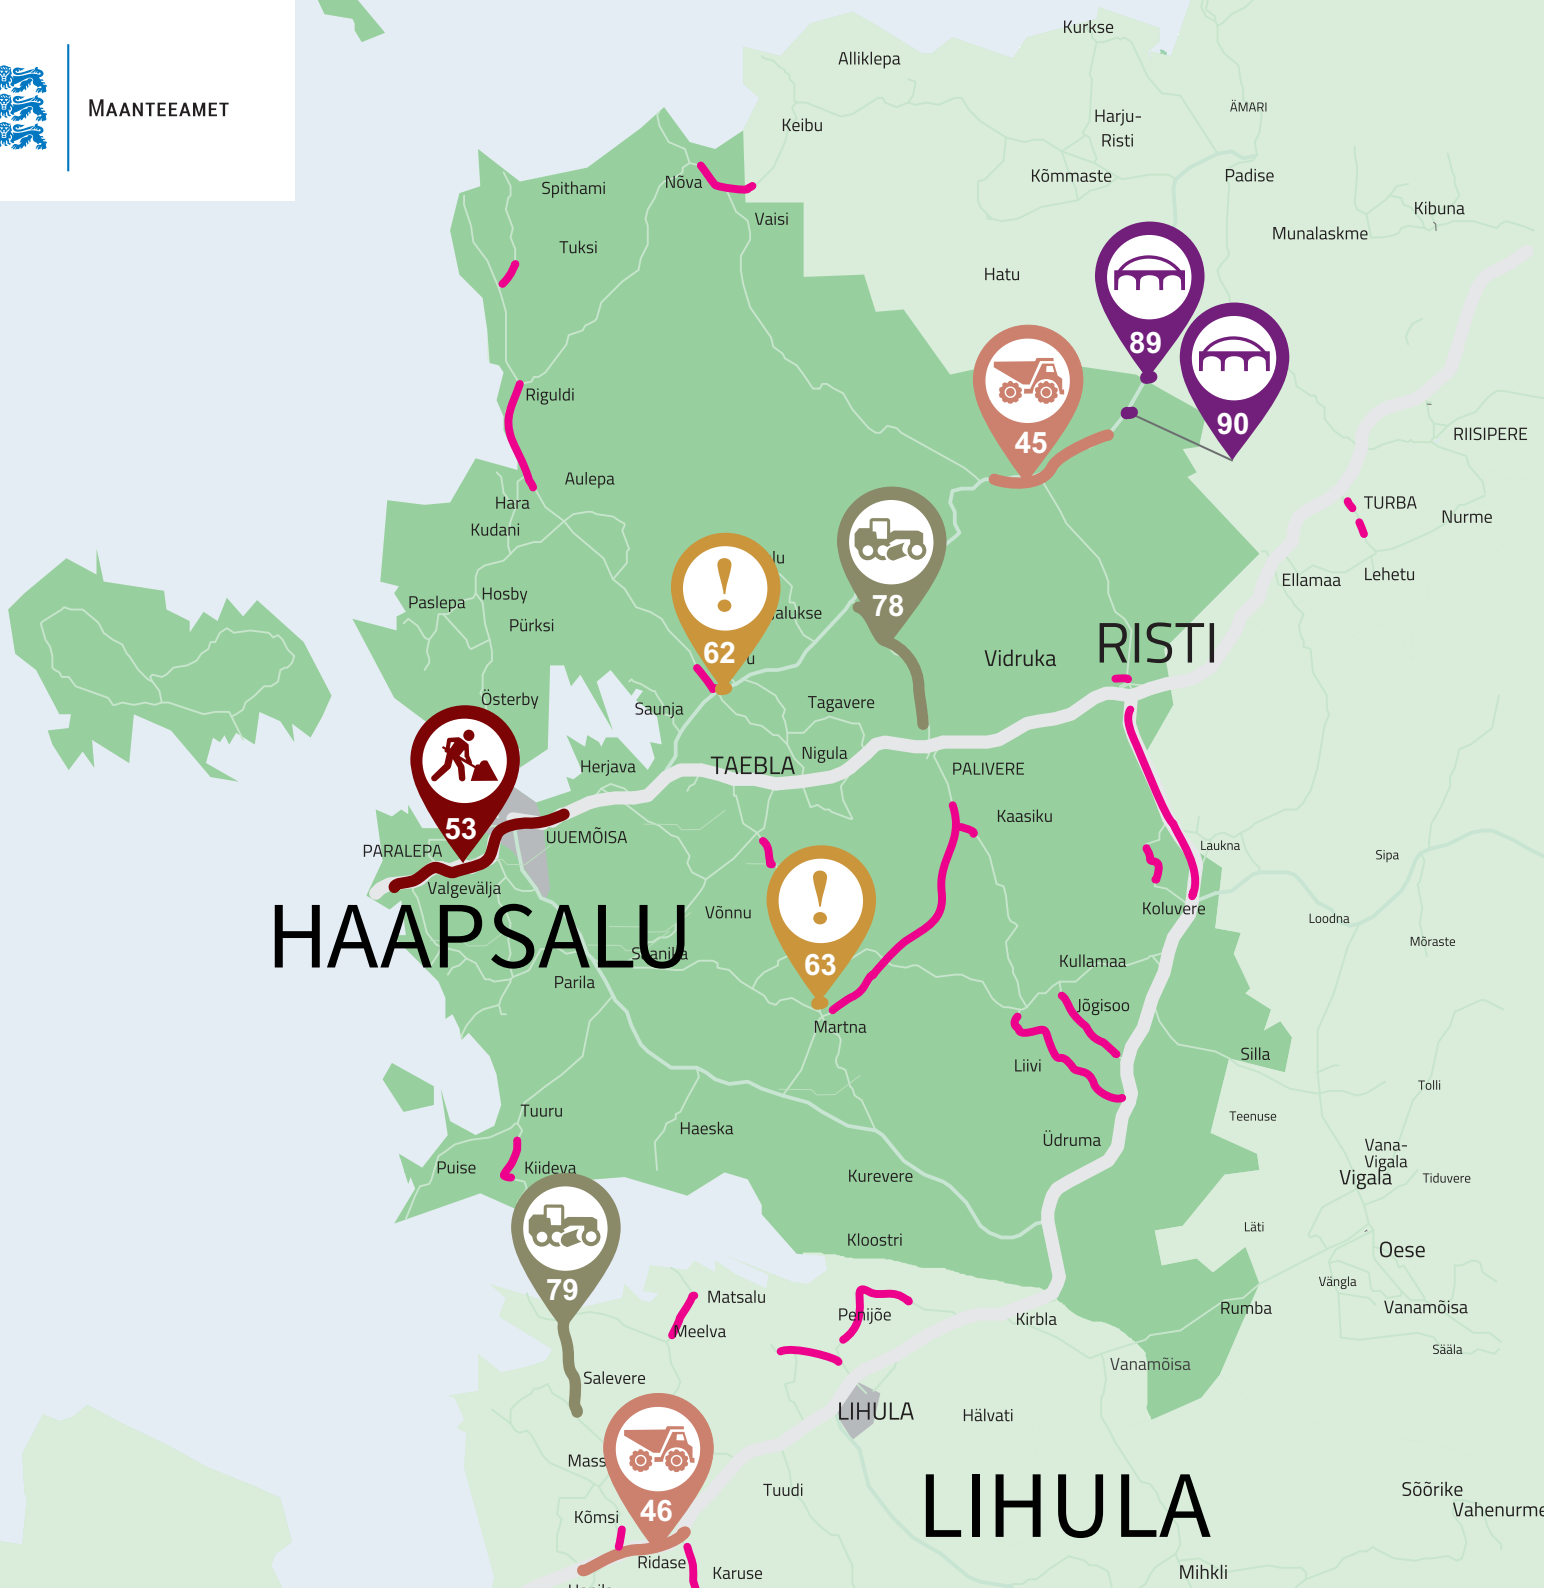 MAANTEEAMET
Kurkse
Alliklepa
ÄMARI
Harju-
Risti
Keibu
Kõmmaste
Padise
Nõva
Spithami
Kibuna
Vaisi
Munalaskme
Tuksi
Hatu
89
Riguldi
90
45
RIISIPERE
Aulepa
Hara
TURBA
Nurme
Kudani
lu
Lehetu
Ellamaa
Hosby
Paslepa
78
alukse
Pürksi
RISTI
62
u
Vidruka
Österby
Tagavere
Saunja
Nigula
TAEBLA
Herjava
PALIVERE
Kaasiku
53
UUEMÕISA
Laukna
PARALEPA
Sipa
Valgevälja
Koluvere
Võnnu
Loodna
HAAPSALU
Mõraste
Kullamaa
63
Parila
Jõgisoo
Martna
Silla
Liivi
Tolli
Tuuru
Teenuse
Haeska
Üdruma
Vana-
Vigala
Puise
Kiideva
Kurevere
Vigala
Tiduvere
Läti
Kloostri
Oese
79
Vängla
Matsalu
Rumba
Vanamõisa
Penijõe
Kirbla
Meelva
Sääla
Vanamõisa
Salevere
LIHULA
Hälvati
Mass
Tuudi
Sõõrike
LIHULA
46
Vahenurme
Kõmsi
Ridase
Karuse
Mihkli